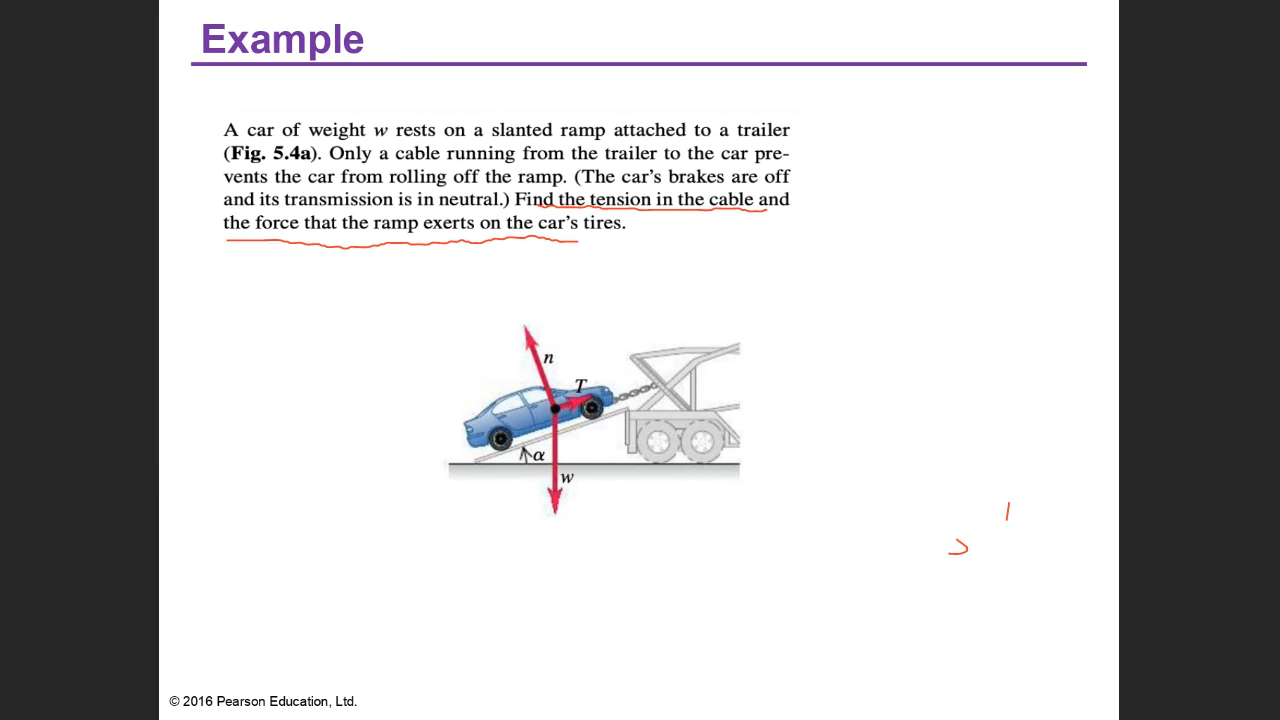 Example
A car of weight w rests on a slanted ramp attached to a trailer
(Fig. 5.4a). Only a cable running from the trailer to the car pre-
vents the car from rolling off the ramp. (The car's brakes are off
and its transmission is in neutral.) Find the tension in the cable and
the force that the ramp exerts on the car's tires.
n
T
α
w
© 2016 Pearson Education, Ltd.